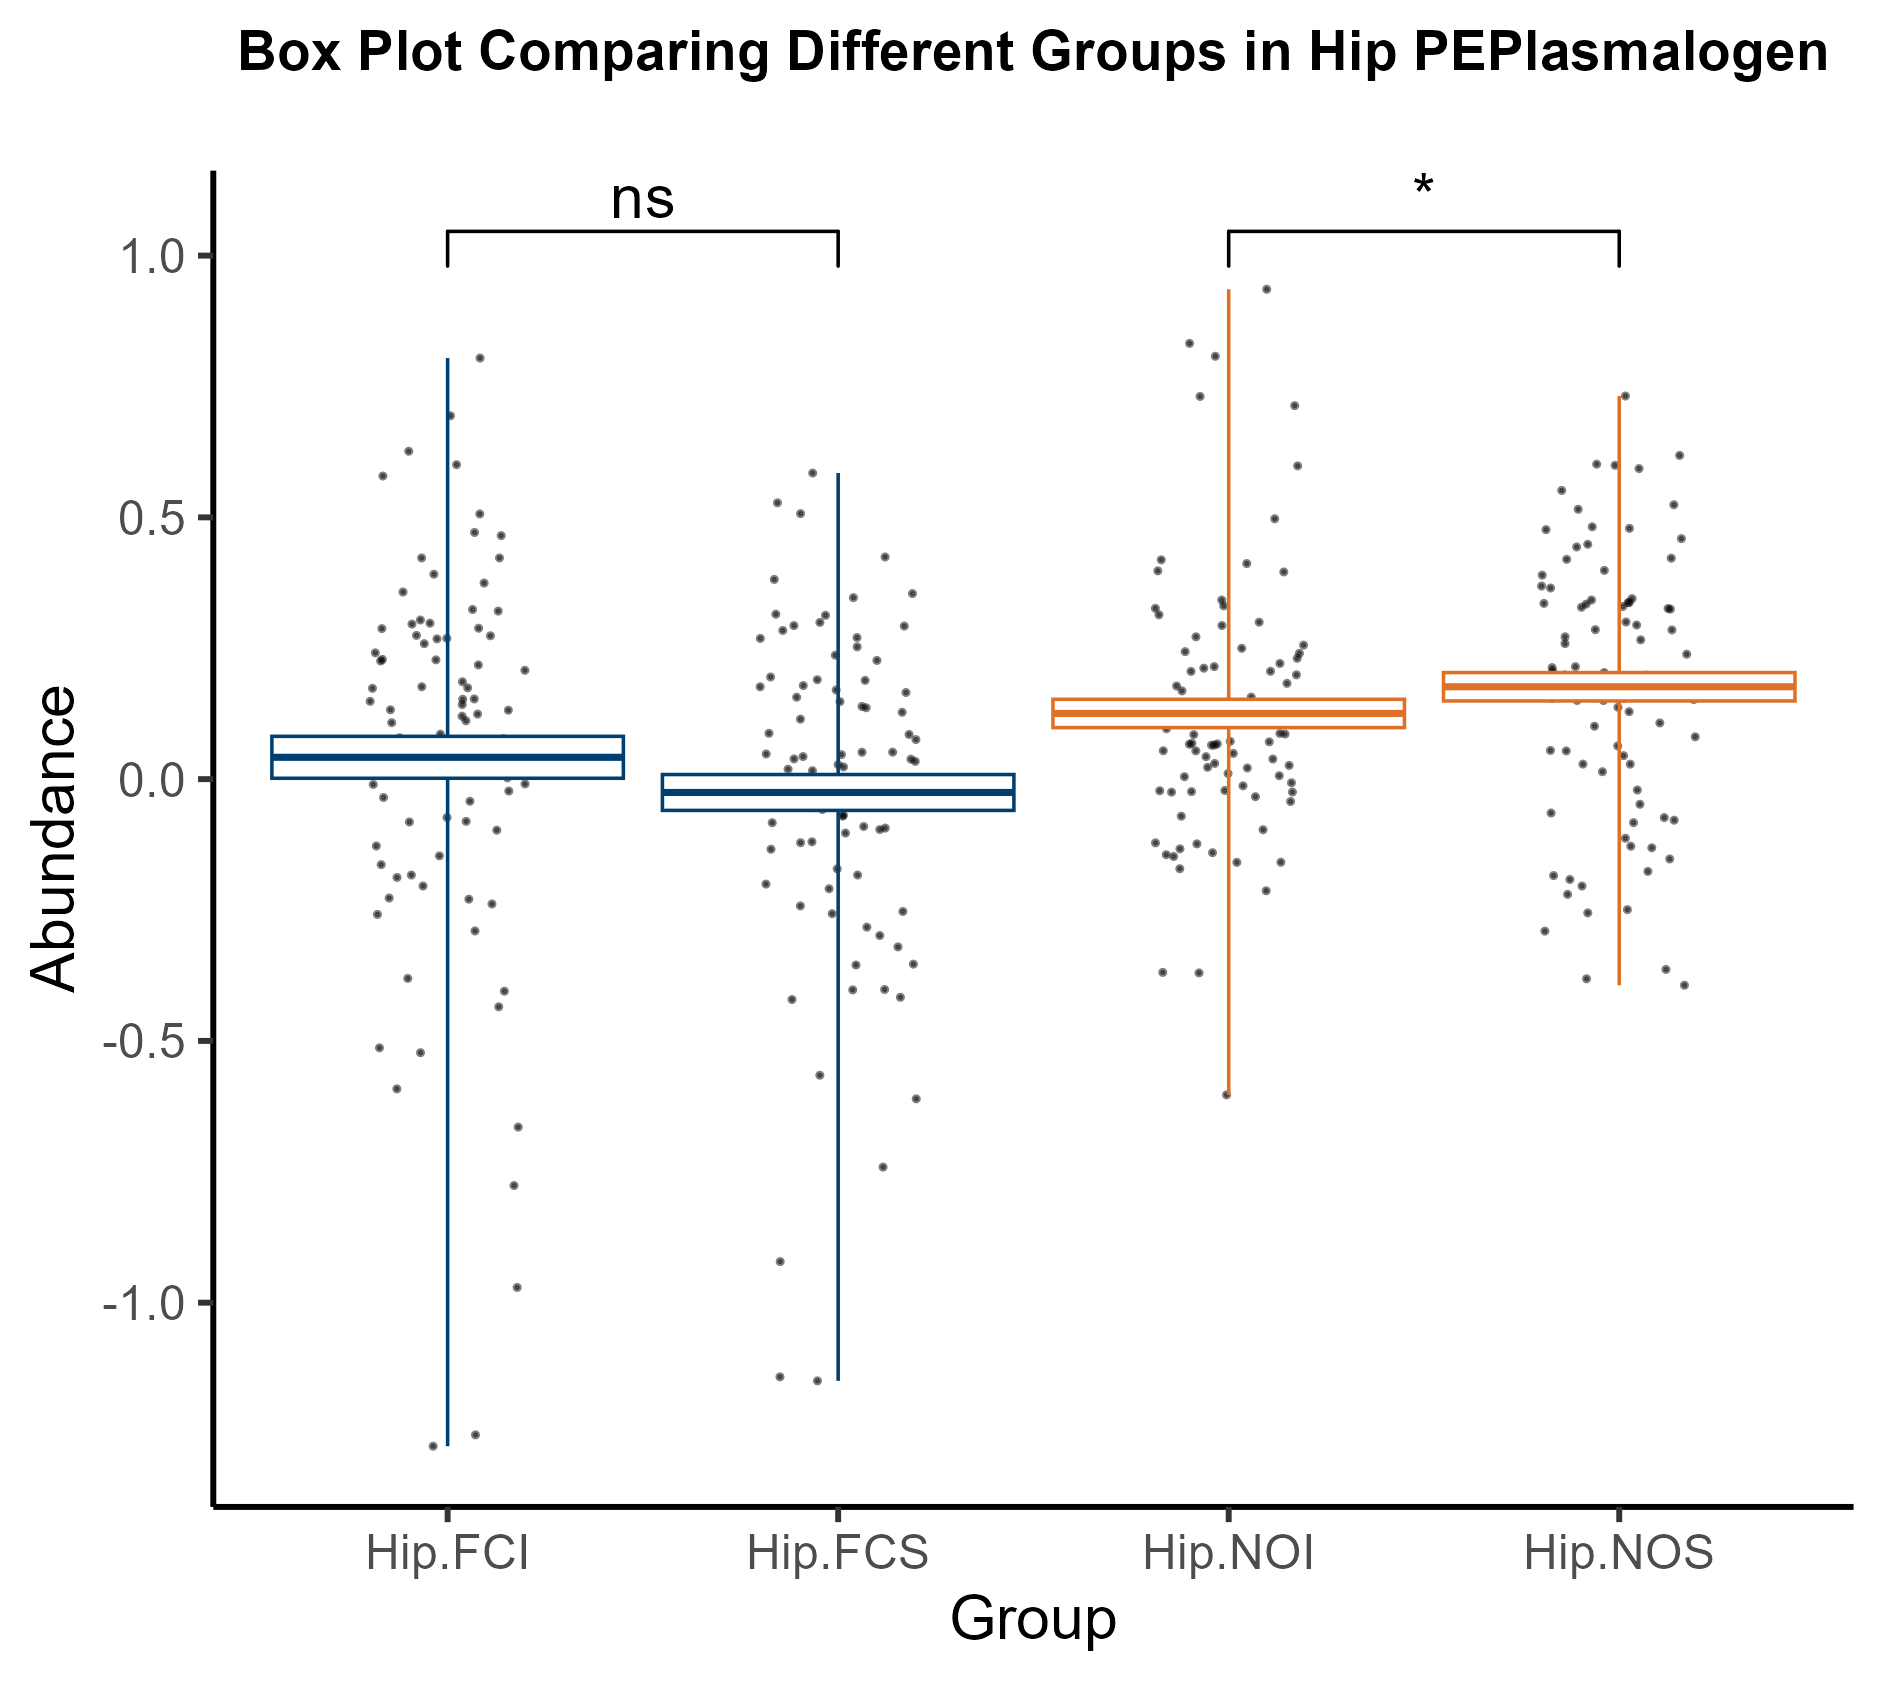 Box Plot Comparing Different Groups in Hip PEPlasmalogen
ns
*
1.0
0.5
0.0
-0.5
-1.0
Abundance
Hip.FCI
Hip.FCS
Hip.NOI
Hip.NOS
Group